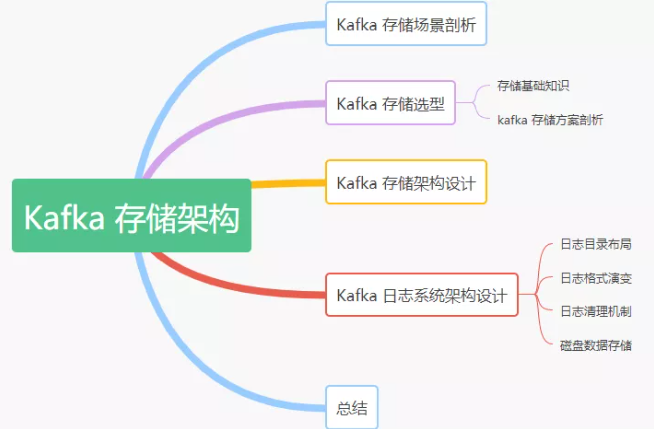 Kafka 存储架构
Kafka 存储场景剖析
Kafka 存储选型
存储基础知识
kafka 存储方案剖析
Kafka 存储架构设计
Kafka 日志系统架构设计
日志目录布局
日志格式演变
日志清理机制
磁盘数据存储
总结